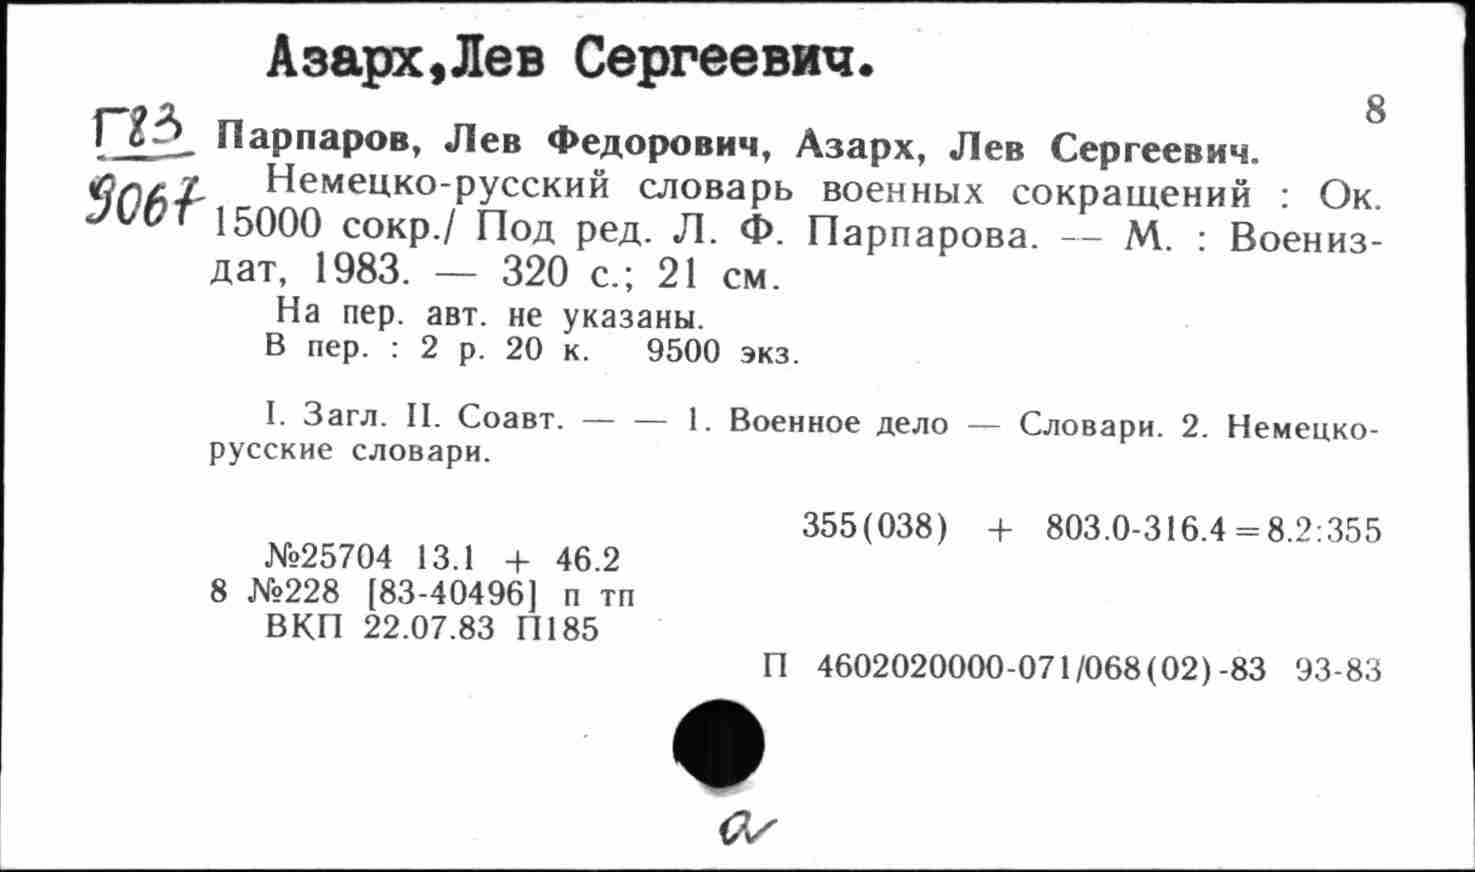 Азарх,Лев Сергеевич.
8
Г83 Парпаров, Лев Федорович, Азарх, Лев Сергеевич.
9067 Немецко-русский словарь военных сокращений : Ок.
15000 сокр./ Под ред. Л. Ф. Парпарова. — М. : Воениз-
дат, 1983. — 320 с.; 21 см.
На пер. авт. не указаны.
В пер. : 2 р. 20 к. 9500 экз.
I. Загл. II. Соавт. — — 1. Военное дело — Словари. 2. Немецко-
русские словари.
355(038) + 803.0-316.4=8.2:355
№25704 13.1 + 46.2
8 №228 [83-40496] п тп
ВКП 22.07.83 П185
П 4602020000-071/068(02)-83 93-83